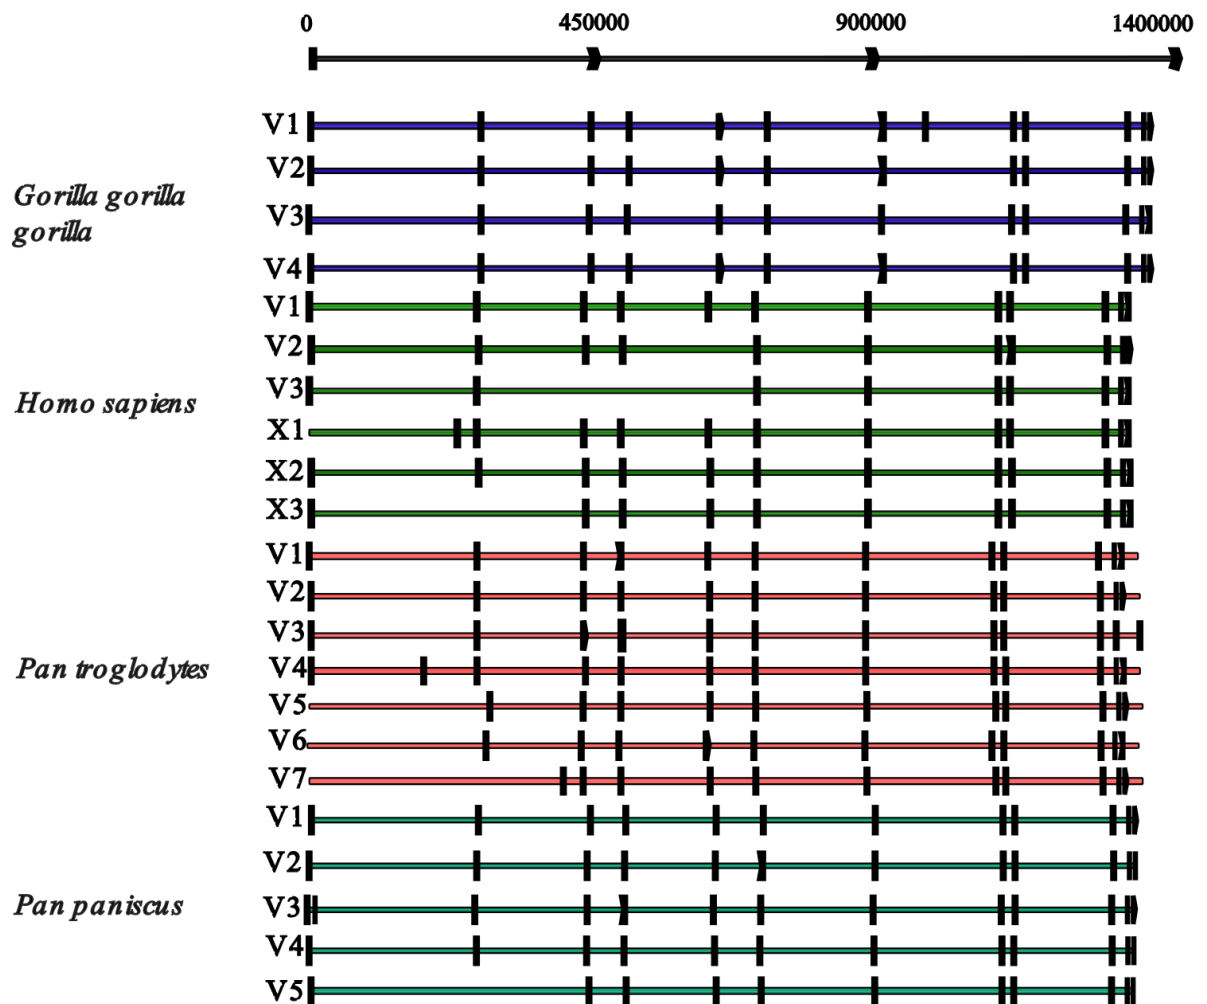 0 450000 900000 1400000
V1
V2
Gorilla gorilla
gorilla
V3
V4
V1
V2
V3
Homo sapiens
X1
X2
X3
V1
V2
V3
Pan troglodytes
V4
V5
V6
V7
V1
V2
Pan paniscus
V3
V4
V5